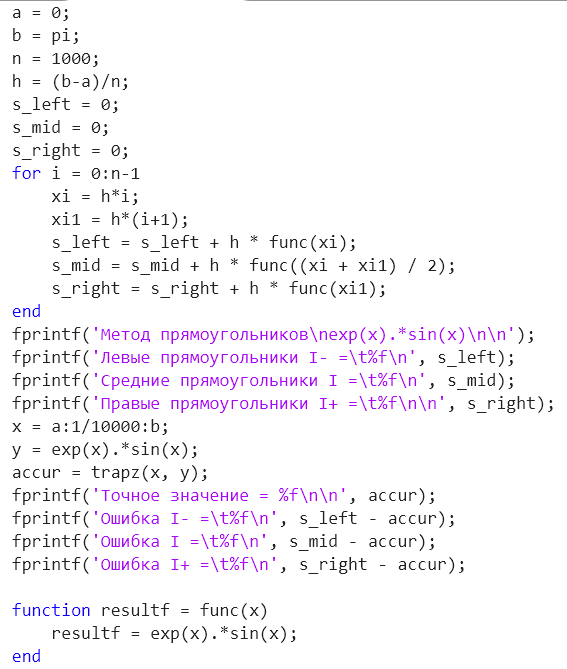 a = 0;
b = pi;
n = 1000;
h = (b-a)/n;
s_left = 0;
s_mid = 0;
s_right = 0;
for i = 0:n-1
    xi = h*i;
    xi1 = h*(i+1);
    s_left = s_left + h * func(xi);
    s_mid = s_mid + h * func((xi + xi1) / 2);
    s_right = s_right + h * func(xi1);
end
fprintf('Метод прямоугольников\nexp(x).*sin(x)\n\n');
fprintf('Левые прямоугольники I- =\t%f\n', s_left);
fprintf('Средние прямоугольники I =\t%f\n', s_mid);
fprintf('Правые прямоугольники I+ =\t%f\n\n', s_right);
x = a:1/10000:b;
y = exp(x).*sin(x);
accur = trapz(x, y);
fprintf('Точное значение = %f\n\n', accur);
fprintf('Ошибка I- =\t%f\n', s_left - accur);
fprintf('Ошибка I =\t%f\n', s_mid - accur);
fprintf('Ошибка I+ =\t%f\n', s_right - accur);

function resultf = func(x)
    resultf = exp(x).*sin(x);
end